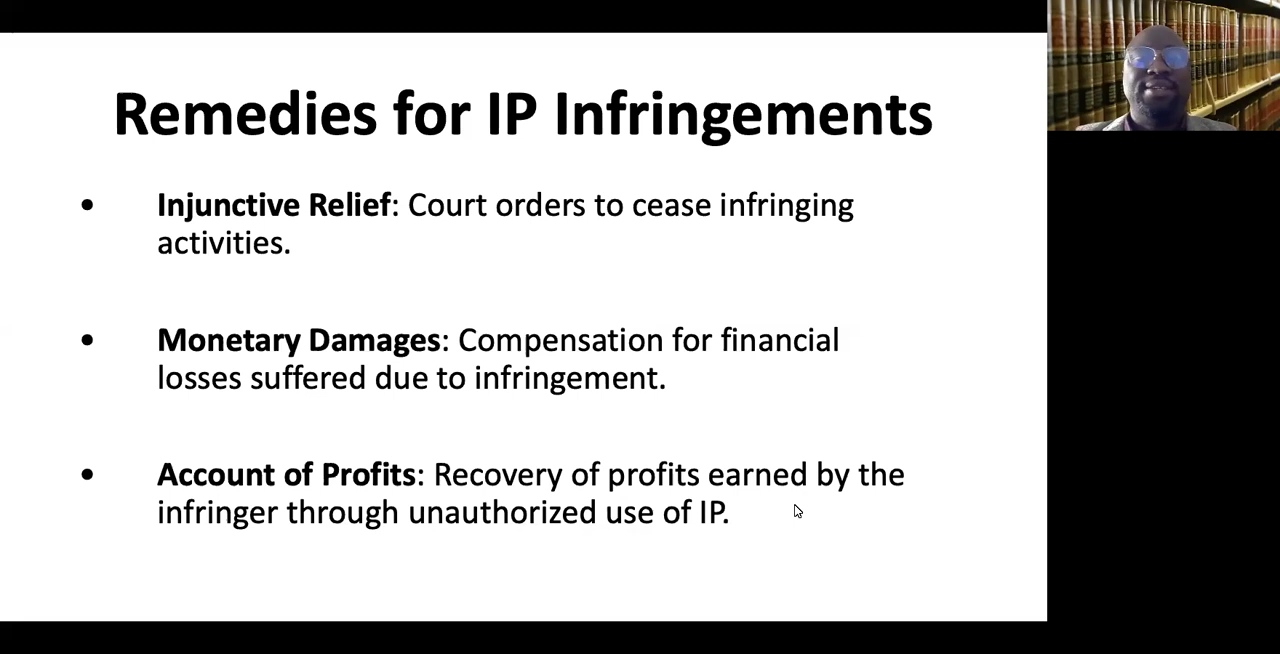 Remedies for IP Infringements
• Injunctive Relief: Court orders to cease infringing
activities.
• Monetary Damages: Compensation for financial
losses suffered due to infringement.
• Account of Profits: Recovery of profits earned by the
infringer through unauthorized use of IP.